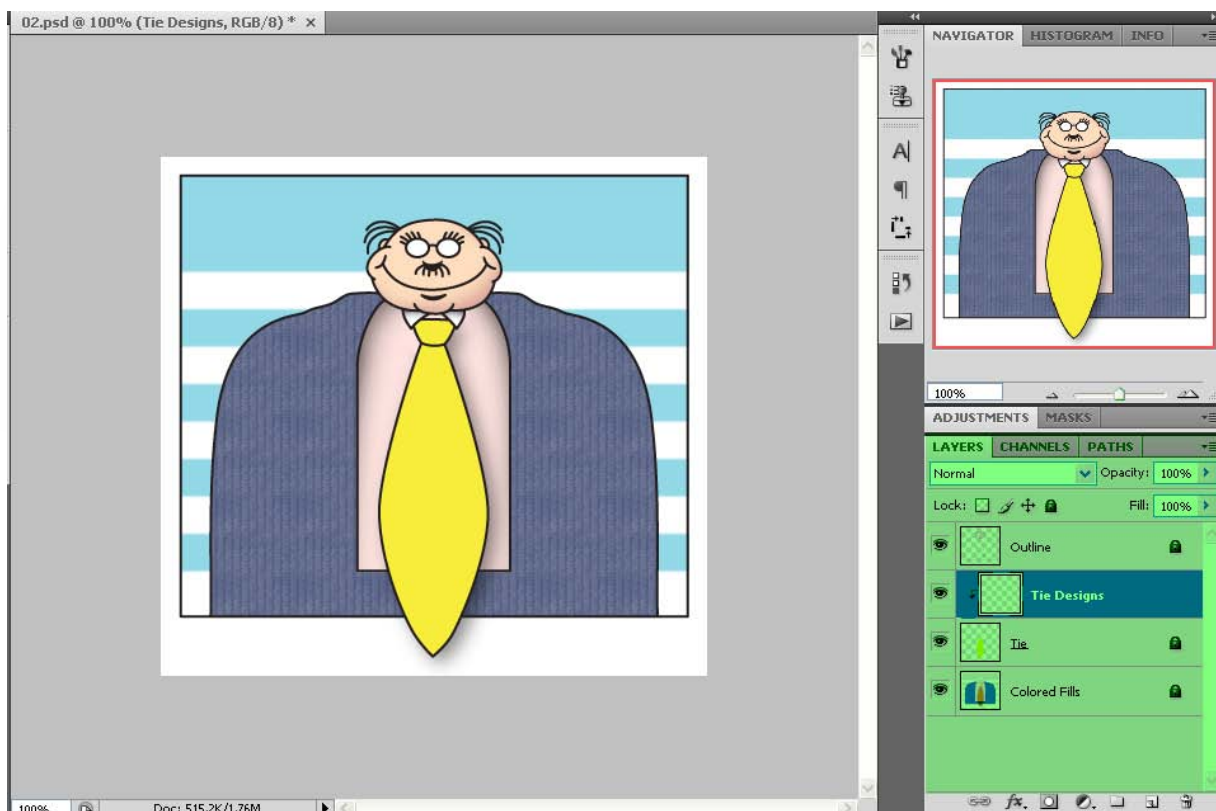 02.psd @ 100% (Tie Designs, RGB/8) * ×
NAVIGATOR HISTOGRAM INFO
100%
ADJUSTMENTS MASKS
LAYERS CHANNELS PATHS
Normal Opacity: 100%
Lock: Fill: 100%
Outline
Tie Designs
Tie
Colored Fills
fx.
100% Doc: 515.2K/1.76M